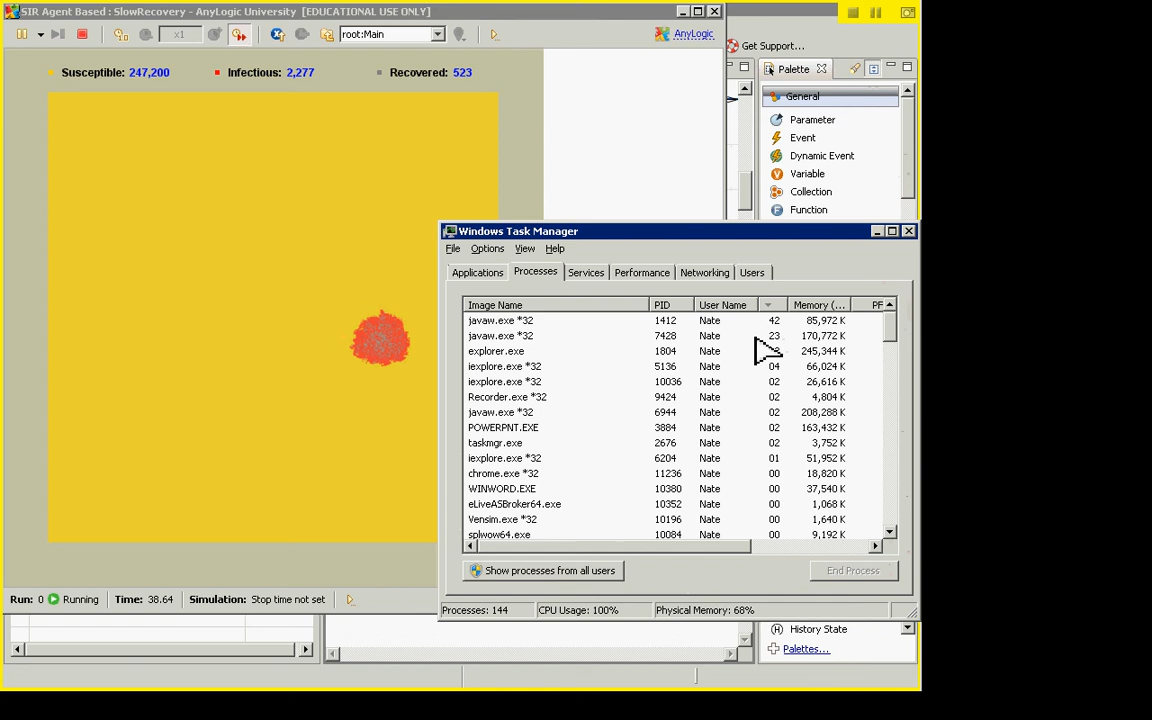 SIR Agent Based : SlowRecovery - AnyLogic University [EDUCATIONAL USE ONLY]
x1
root:Main
AnyLogic
Get Support...
Susceptible: 247,200
Infectious: 2,277
Recovered: 523
Palette
General
Parameter
Event
Dynamic Event
Variable
Collection
Function
Windows Task Manager
File Options View Help
Applications Processes Services Performance Networking Users
Image Name PID User Name Memory (... PF
javaw.exe *32 1412 Nate 42 85,972 K
javaw.exe *32 7428 Nate 23 170,772 K
explorer.exe 1804 Nate 245,344 K
iexplore.exe *32 5136 Nate 04 66,024 K
iexplore.exe *32 10036 Nate 02 26,616 K
Recorder.exe *32 9424 Nate 02 4,804 K
javaw.exe *32 6944 Nate 02 208,288 K
POWERPNT.EXE 3884 Nate 02 163,432 K
taskmgr.exe 2676 Nate 02 3,752 K
iexplore.exe *32 6204 Nate 01 51,952 K
chrome.exe *32 11236 Nate 00 18,820 K
WINWORD.EXE 10380 Nate 00 37,540 K
eLiveASBroker64.exe 10352 Nate 00 1,068 K
Vensim.exe *32 10196 Nate 00 1,640 K
splwow64.exe 10084 Nate 00 9,192 K
Show processes from all users
End Process
Processes: 144 CPU Usage: 100% Physical Memory: 68%
Run: 0 Running Time: 38.64 Simulation: Stop time not set
History State
Palettes...